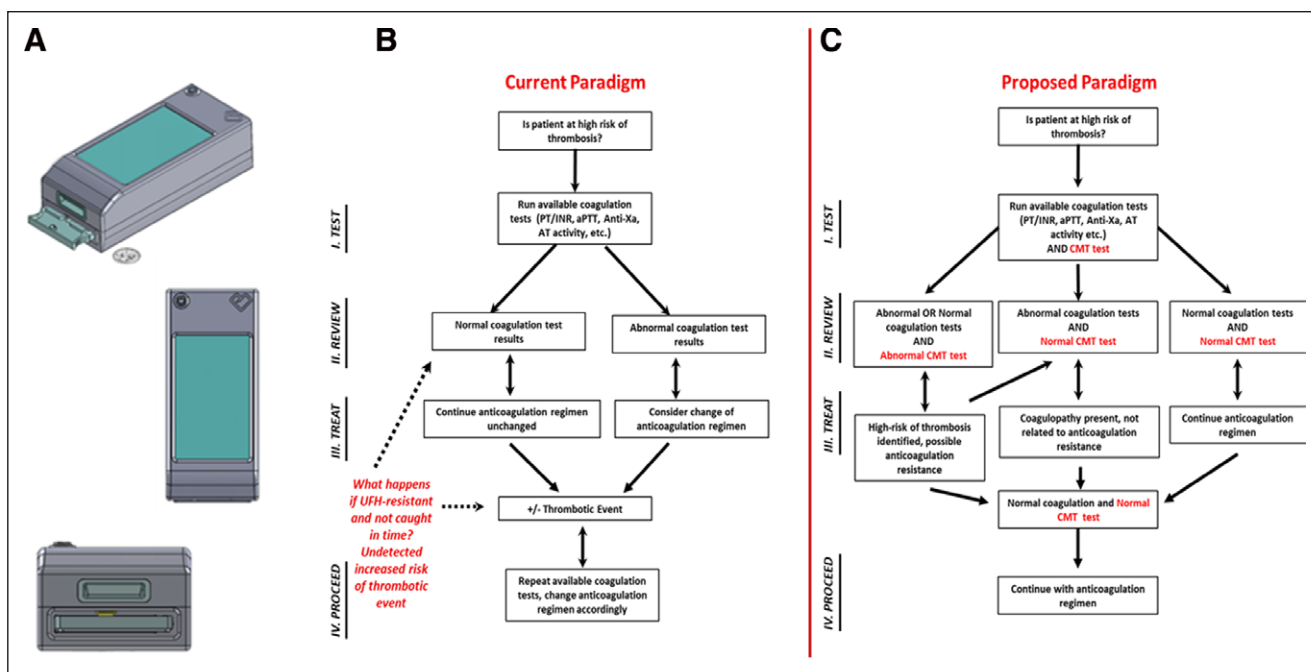 A
B
Current Paradigm
Is patient at high risk of
thrombosis?
I. TEST
Run available coagulation
tests (PT/INR, aPTT, Anti-Xa,
AT activity, etc.)
II. REVIEW
Normal coagulation test
results
Abnormal coagulation test
results
III. TREAT
Continue anticoagulation regimen
unchanged
Consider change of
anticoagulation regimen
What happens
if UFH-resistant
and not caught
in time?
Undetected
increased risk
of thrombotic
event
+/- Thrombotic Event
IV. PROCEED
Repeat available coagulation
tests, change anticoagulation
regimen accordingly
C
Proposed Paradigm
Is patient at high risk of
thrombosis?
I. TEST
Run available coagulation tests
(PT/INR, aPTT, Anti-Xa, AT
activity etc.)
AND CMT test
II. REVIEW
Abnormal OR Normal
coagulation tests
AND
Abnormal CMT test
Abnormal coagulation tests
AND
Normal CMT test
Normal coagulation tests
AND
Normal CMT test
III. TREAT
High-risk of thrombosis
identified, possible
anticoagulation
resistance
Coagulopathy present, not
related to anticoagulation
resistance
Continue anticoagulation
regimen
Normal coagulation and Normal
CMT test
IV. PROCEED
Continue with anticoagulation
regimen